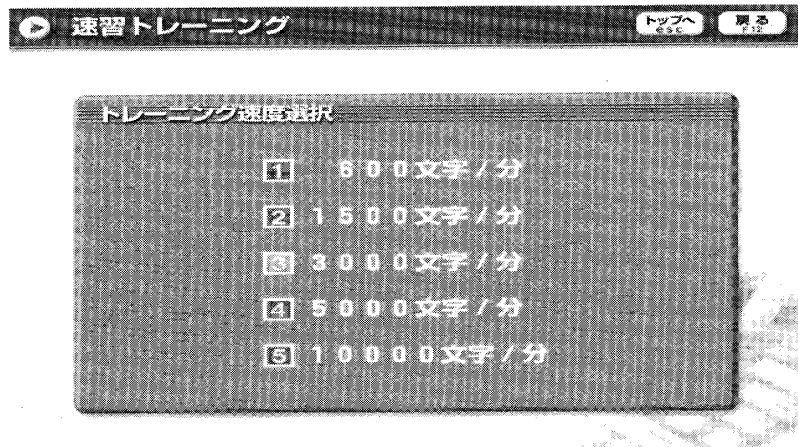 速習トレーニング
トップへ
esc
戻る
F12
トレーニング速度選択
1 600文字/分
2 1500文字/分
3 3000文字/分
4 5000文字/分
5 10000文字/分